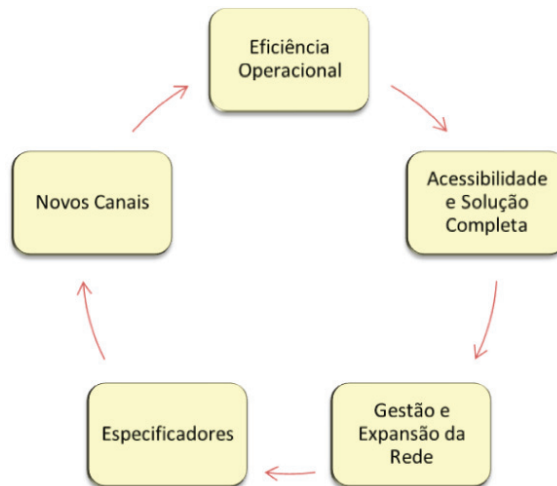 Eficiência
Operacional
Acessibilidade
e Solução
Completa
Gestão e
Expansão da
Rede
Especificadores
Novos Canais